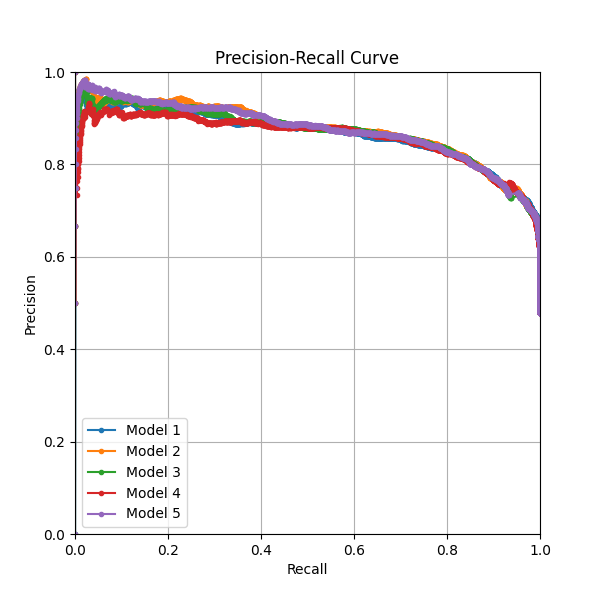 Precision-Recall Curve
1.0
0.8
0.6
0.4
0.2
0.0
Precision
Model 1
Model 2
Model 3
Model 4
Model 5
0.0 0.2 0.4 0.6 0.8 1.0
Recall